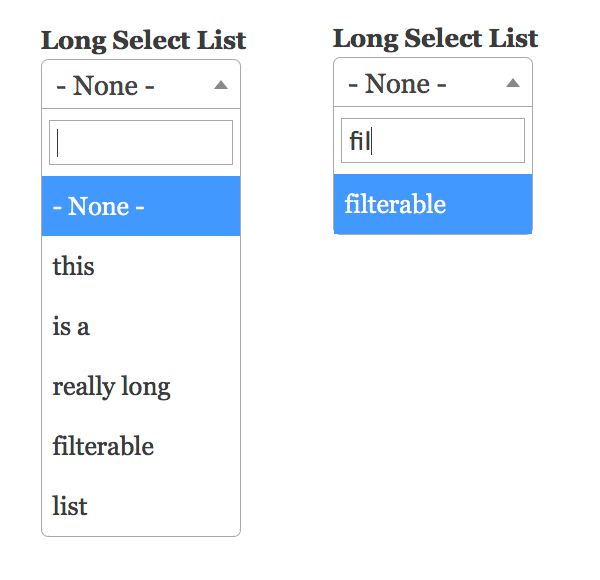 Long Select List
- None -
- None -
this
is a
really long
filterable
list
Long Select List
- None -
fil
filterable